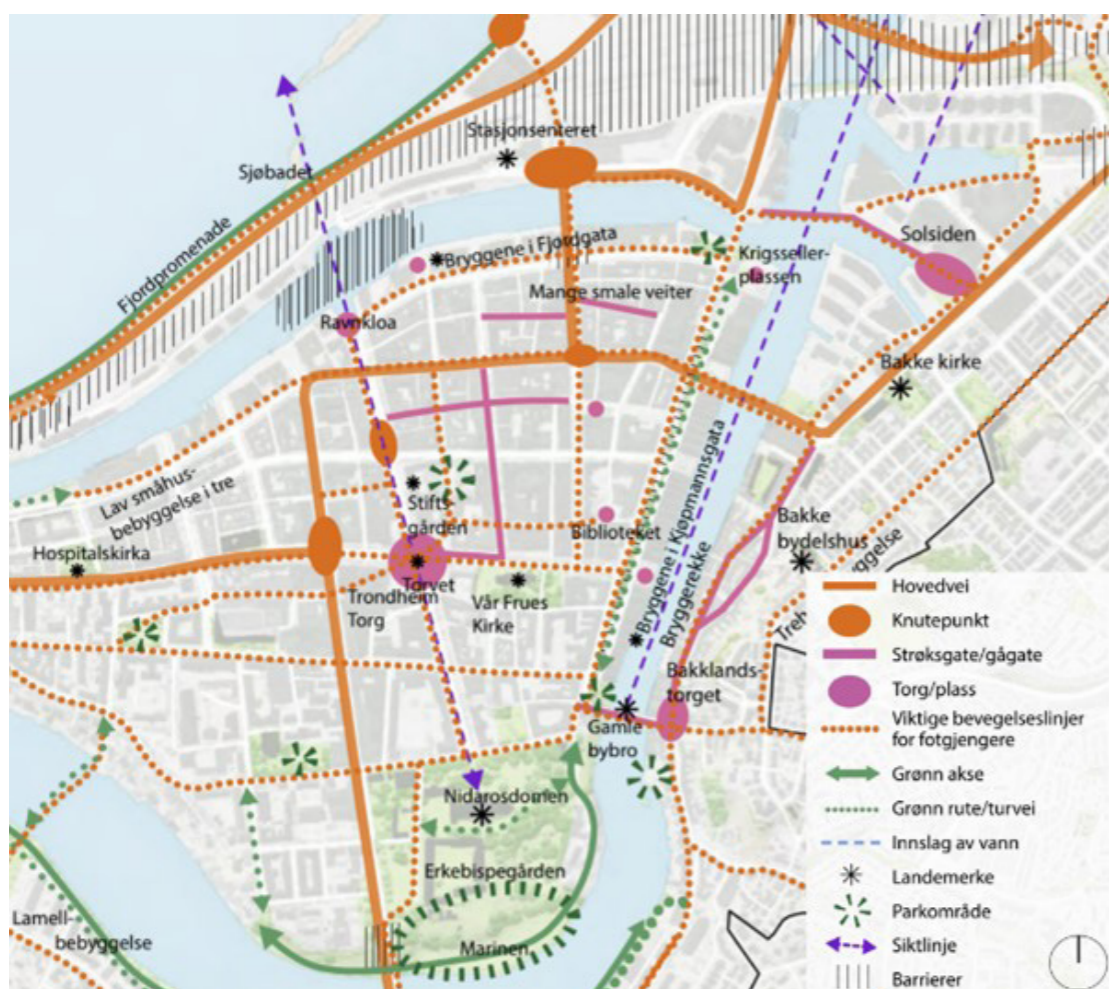 Stasjonsenteret
Sjøbadet
Fjordpromenade
Bryggene i Fjordgata
Krigsseiler-
plassen
Solsiden
Mange smale veiter
Ravnkloa
Bakke kirke
Lav småhus-
bebyggelse i tre
Stifts-
gården
Hospitalskirka
Biblioteket
Bryggene i Kjøpmannsgata
Bryggerekke
Bakke
bydelshus
Torvet
Trondheim
Torg
Vår Frues
Kirke
Bakklands-
torget
Gamle
bybro
Nidarosdomen
Erkebispegården
Marinen
Lamell-
bebyggelse
Hovedvei
Knutepunkt
Strøksgate/gågate
Torg/plass
Viktige bevegelseslinjer
for fotgjengere
Grønn akse
Grønn rute/turvei
Innslag av vann
Landemerke
Parkområde
Siktlinje
Barrierer